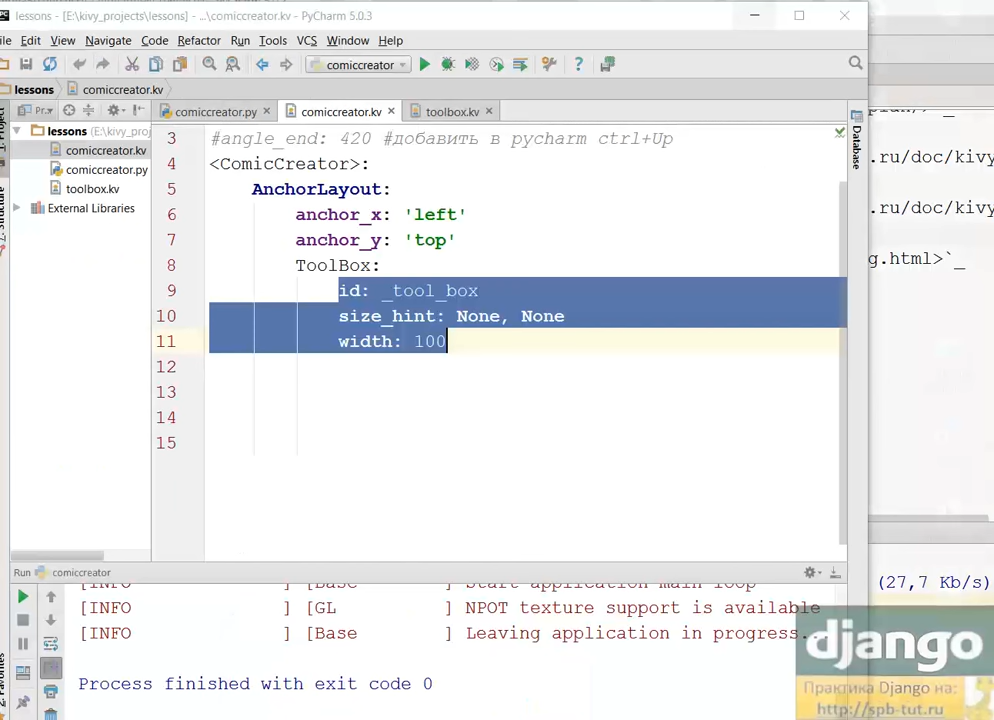 lessons - [E:\kivy_projects\lessons] - ...\comiccreator.kv - PyCharm 5.0.3
Edit View Navigate Code Refactor Run Tools VCS Window Help
comiccreator
lessons comiccreator.kv
Pr. comiccreator.py comiccreator.kv toolbox.kv
lessons (E:\kivy_proj
comiccreator.kv
comiccreator.py
toolbox.kv
External Libraries
3 #angle_end: 420 #добавить в pycharm ctrl+Up
4 <ComicCreator>:
5 AnchorLayout:
6 anchor_x: 'left'
7 anchor_y: 'top'
8 ToolBox:
9 id: _tool_box
10 size_hint: None, None
11 width: 100
12
13
14
15
Database
.ru/doc/kivy
.ru/doc/kivy
g.html>`_
Run comiccreator
[INFO ] [Base ] Start application main loop
[INFO ] [GL ] NPOT texture support is available
[INFO ] [Base ] Leaving application in progress..
Process finished with exit code 0
(27,7 Kb/s)
django
Практика Django на:
http://spb-tut.ru